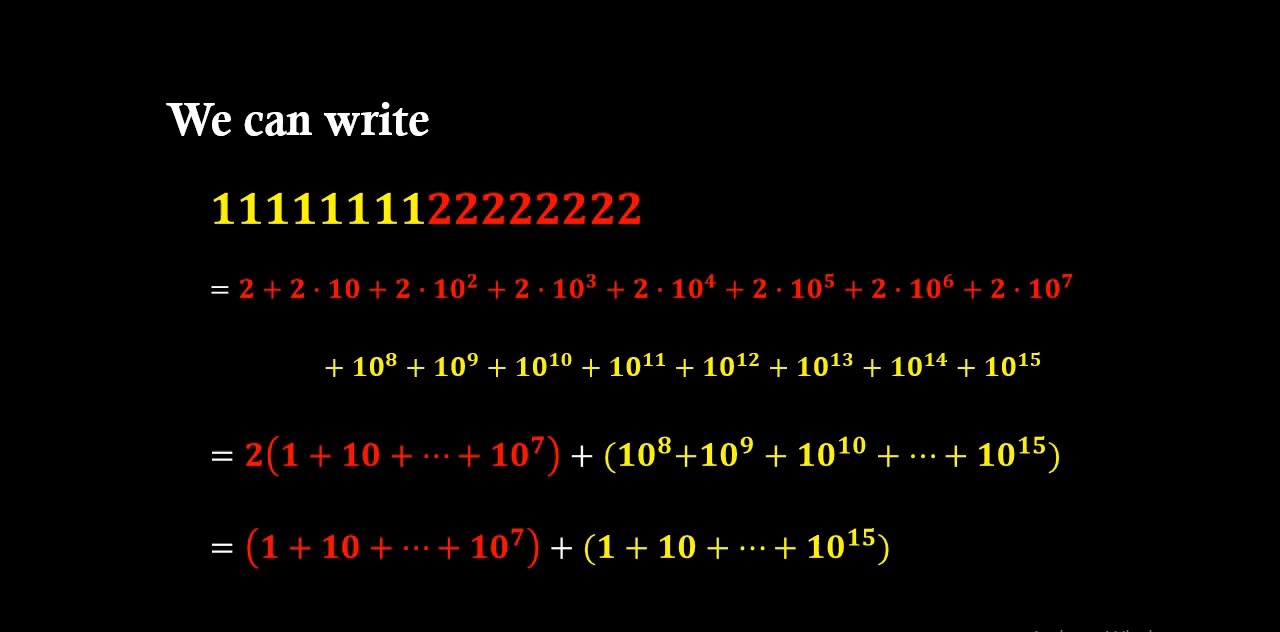 We can write
1111111122222222
= 2 + 2 · 10 + 2 · 10² + 2 · 10³ + 2 · 10⁴ + 2 · 10⁵ + 2 · 10⁶ + 2 · 10⁷
+ 10⁸ + 10⁹ + 10¹⁰ + 10¹¹ + 10¹² + 10¹³ + 10¹⁴ + 10¹⁵
= 2(1 + 10 + ⋯ + 10⁷) + (10⁸+10⁹ + 10¹⁰ + ⋯ + 10¹⁵)
= (1 + 10 + ⋯ + 10⁷) + (1 + 10 + ⋯ + 10¹⁵)